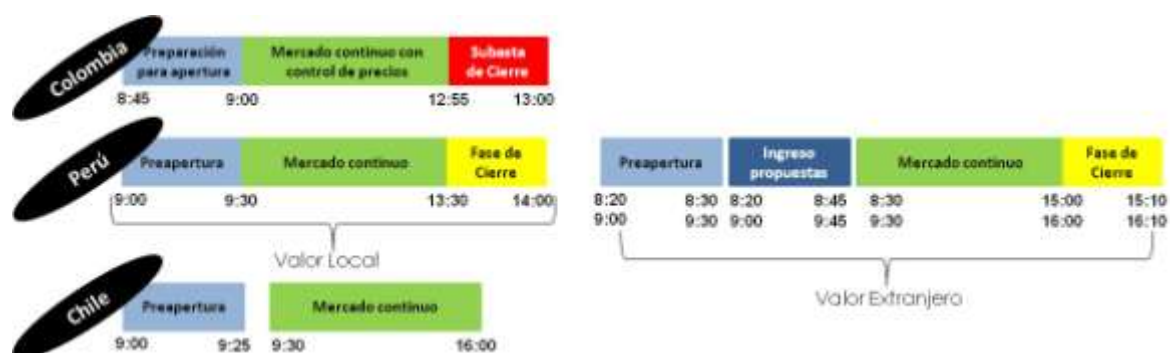 Colombia
Preparación para apertura
Mercado continuo con control de precios
Subasta de Cierre
8:45 9:00 12:55 13:00
Perú
Preapertura
Mercado continuo
Fase de Cierre
9:00 9:30 13:30 14:00
Valor Local
Preapertura
Ingreso propuestas
Mercado continuo
Fase de Cierre
8:20 8:30 8:20 8:45 8:30 15:00 15:10
9:00 9:30 9:00 9:45 9:30 16:00 16:10
Valor Extranjero
Chile
Preapertura
Mercado continuo
9:00 9:25 9:30 16:00